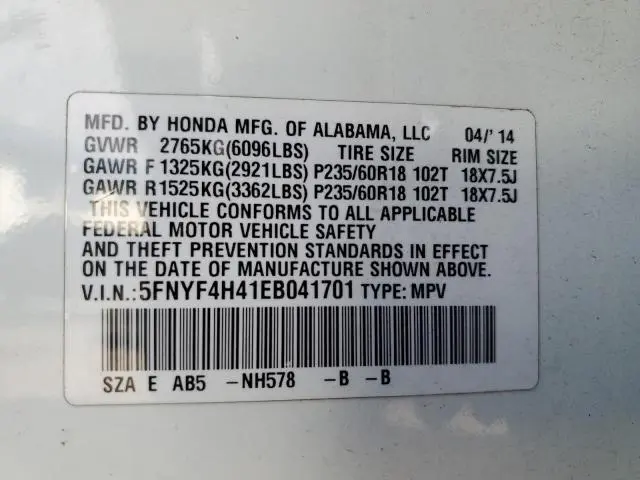 MFD. BY HONDA MFG. OF ALABAMA, LLC 04/'14
GVWR 2765KG(6096LBS) TIRE SIZE RIM SIZE
GAWR F 1325KG(2921LBS) P235/60R18 102T 18X7.5J
GAWR R 1525KG(3362LBS) P235/60R18 102T 18X7.5J
THIS VEHICLE CONFORMS TO ALL APPLICABLE
FEDERAL MOTOR VEHICLE SAFETY
AND THEFT PREVENTION STANDARDS IN EFFECT
ON THE DATE OF MANUFACTURE SHOWN ABOVE.
V.I.N.:5FNYF4H41EB041701 TYPE: MPV
SZA E AB5 -NH578 -B -B